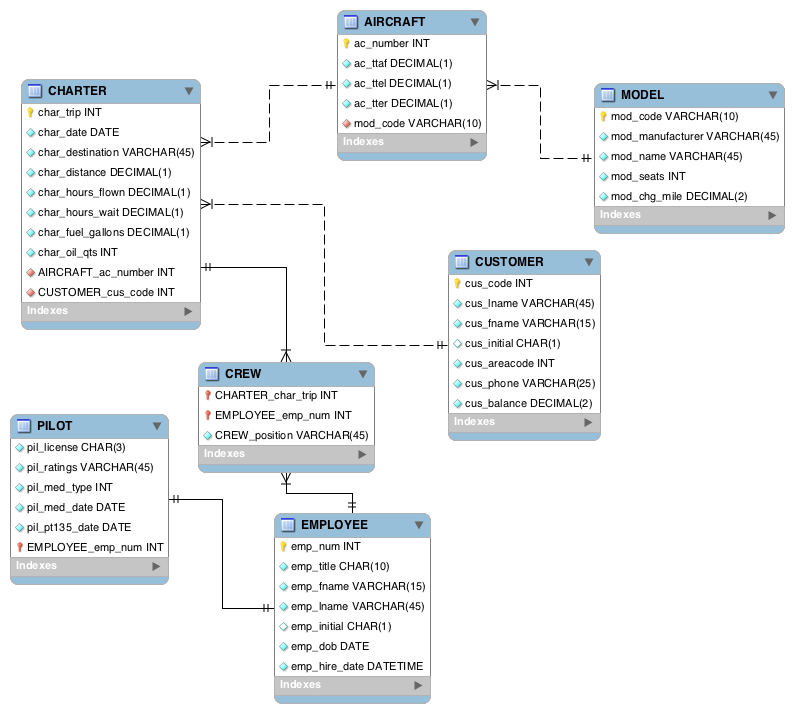 AIRCRAFT
ac_number INT
ac_ttaf DECIMAL(1)
ac_ttel DECIMAL(1)
ac_tter DECIMAL(1)
mod_code VARCHAR(10)
Indexes
CHARTER
char_trip INT
char_date DATE
char_destination VARCHAR(45)
char_distance DECIMAL(1)
char_hours_flown DECIMAL(1)
char_hours_wait DECIMAL(1)
char_fuel_gallons DECIMAL(1)
char_oil_qts INT
AIRCRAFT_ac_number INT
CUSTOMER_cus_code INT
Indexes
MODEL
mod_code VARCHAR(10)
mod_manufacturer VARCHAR(45)
mod_name VARCHAR(45)
mod_seats INT
mod_chg_mile DECIMAL(2)
Indexes
CUSTOMER
cus_code INT
cus_lname VARCHAR(45)
cus_fname VARCHAR(15)
cus_initial CHAR(1)
cus_areacode INT
cus_phone VARCHAR(25)
cus_balance DECIMAL(2)
Indexes
CREW
CHARTER_char_trip INT
EMPLOYEE_emp_num INT
CREW_position VARCHAR(45)
Indexes
PILOT
pil_license CHAR(3)
pil_ratings VARCHAR(45)
pil_med_type INT
pil_med_date DATE
pil_pt135_date DATE
EMPLOYEE_emp_num INT
Indexes
EMPLOYEE
emp_num INT
emp_title CHAR(10)
emp_fname VARCHAR(15)
emp_lname VARCHAR(45)
emp_initial CHAR(1)
emp_dob DATE
emp_hire_date DATETIME
Indexes